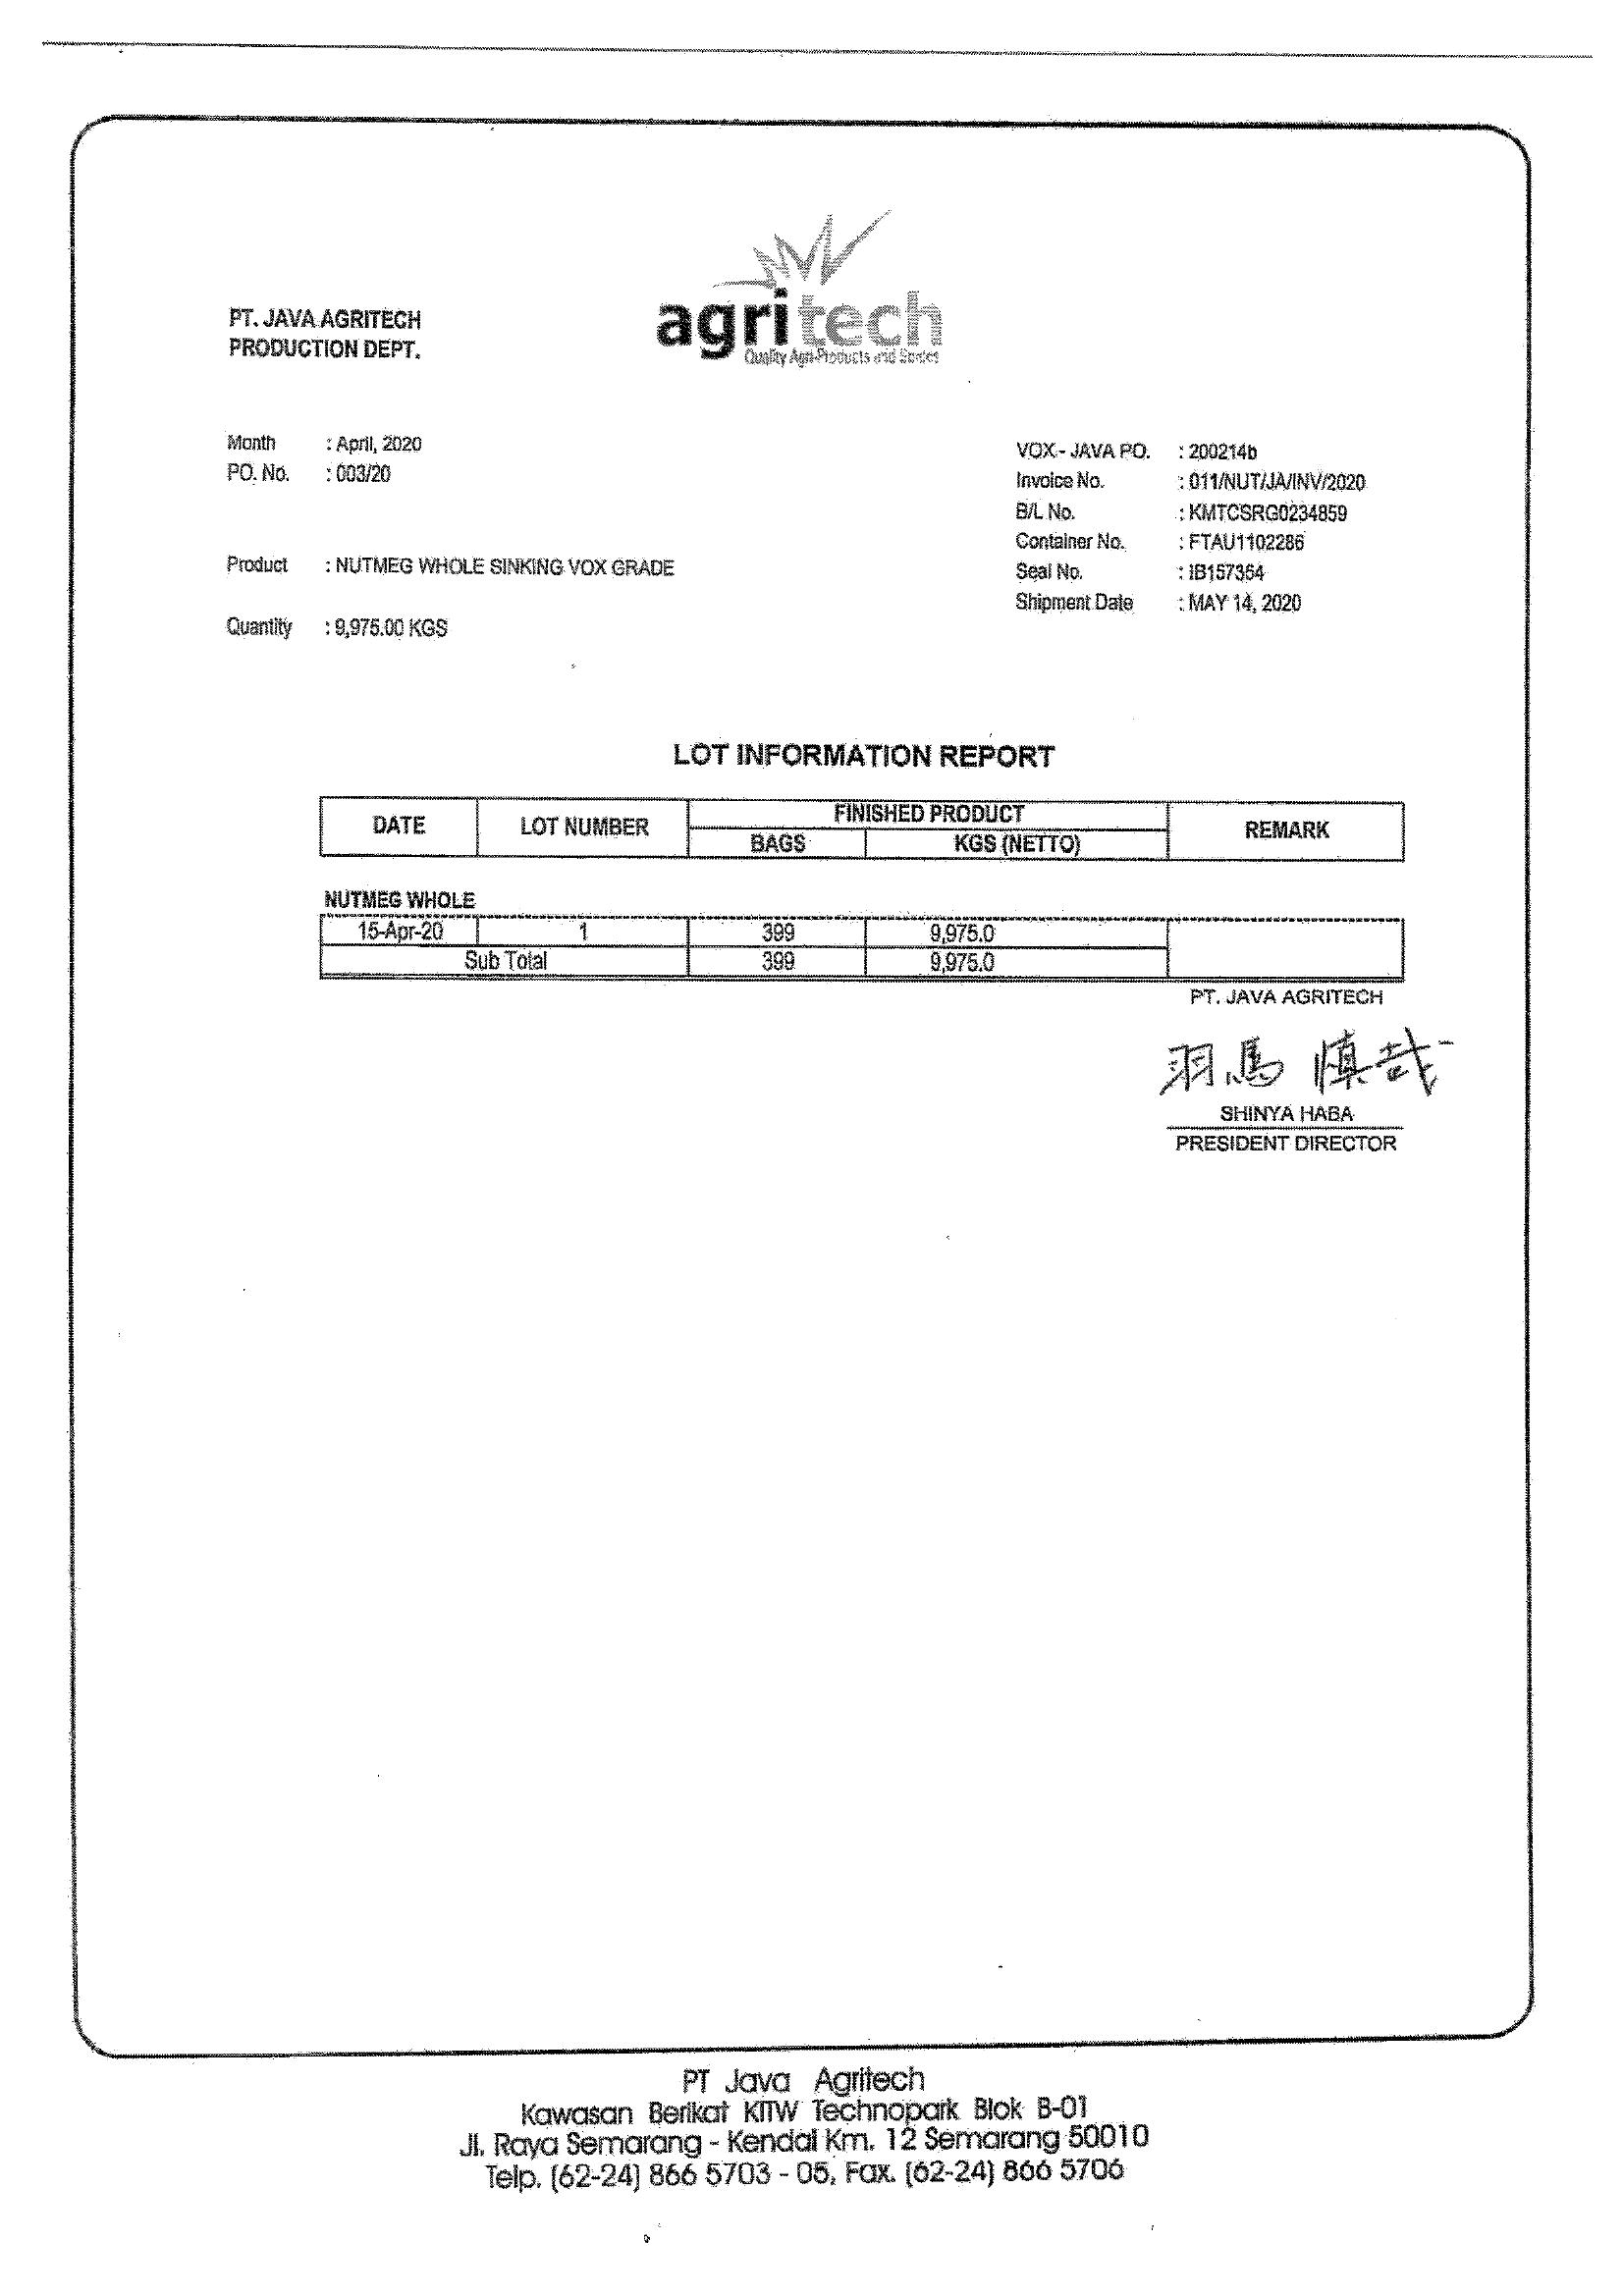 agritech
Quality Agri-Products and Spices
PT. JAVA AGRITECH
PRODUCTION DEPT.
Month : April, 2020
PO. No. : 003/20
Product : NUTMEG WHOLE SINKING VOX GRADE
Quantity : 9,975.00 KGS
VOX - JAVA PO. : 200214b
Invoice No. : 011/NUT/JA/INV/2020
B/L No. : KMTCSRG0234859
Container No. : FTAU1102286
Seal No. : IB157364
Shipment Date : MAY 14, 2020
LOT INFORMATION REPORT
DATE LOT NUMBER FINISHED PRODUCT REMARK
BAGS KGS (NETTO)
NUTMEG WHOLE
15-Apr-20 1 399 9,975.0
Sub Total 399 9,975.0
PT. JAVA AGRITECH
羽馬 慎哉
SHINYA HABA
PRESIDENT DIRECTOR
PT Java Agritech
Kawasan Berikat KITW Technopark Blok B-01
Jl. Raya Semarang - Kendal Km. 12 Semarang 50010
Telp. (62-24) 866 5703 - 05, Fax. (62-24) 866 5706